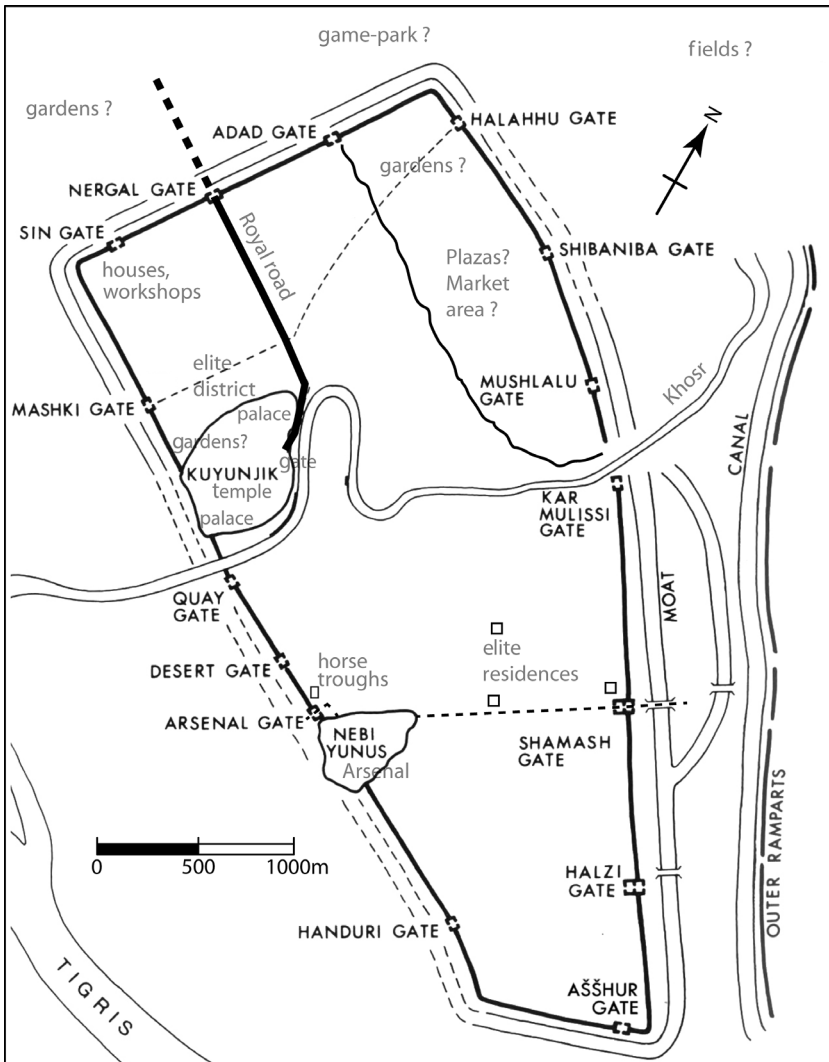 game-park ?
fields ?
gardens ?
N
ADAD GATE
HALAHHU GATE
gardens ?
NERGAL GATE
SIN GATE
Royal road
SHIBANIBA GATE
houses,
workshops
Plazas?
Market
area ?
elite
district
MUSHLALU
GATE
Khosr
MASHKI GATE
palace
gardens?
gate
KUYUNJIK
temple
palace
CANAL
KAR
MULISSI
GATE
QUAY
GATE
MOAT
DESERT GATE
horse
troughs
elite
residences
ARSENAL GATE
NEBI
YUNUS
Arsenal
SHAMASH
GATE
0 500 1000m
HALZI
GATE
OUTER RAMPARTS
HANDURI GATE
TIGRIS
AŠŠHUR
GATE